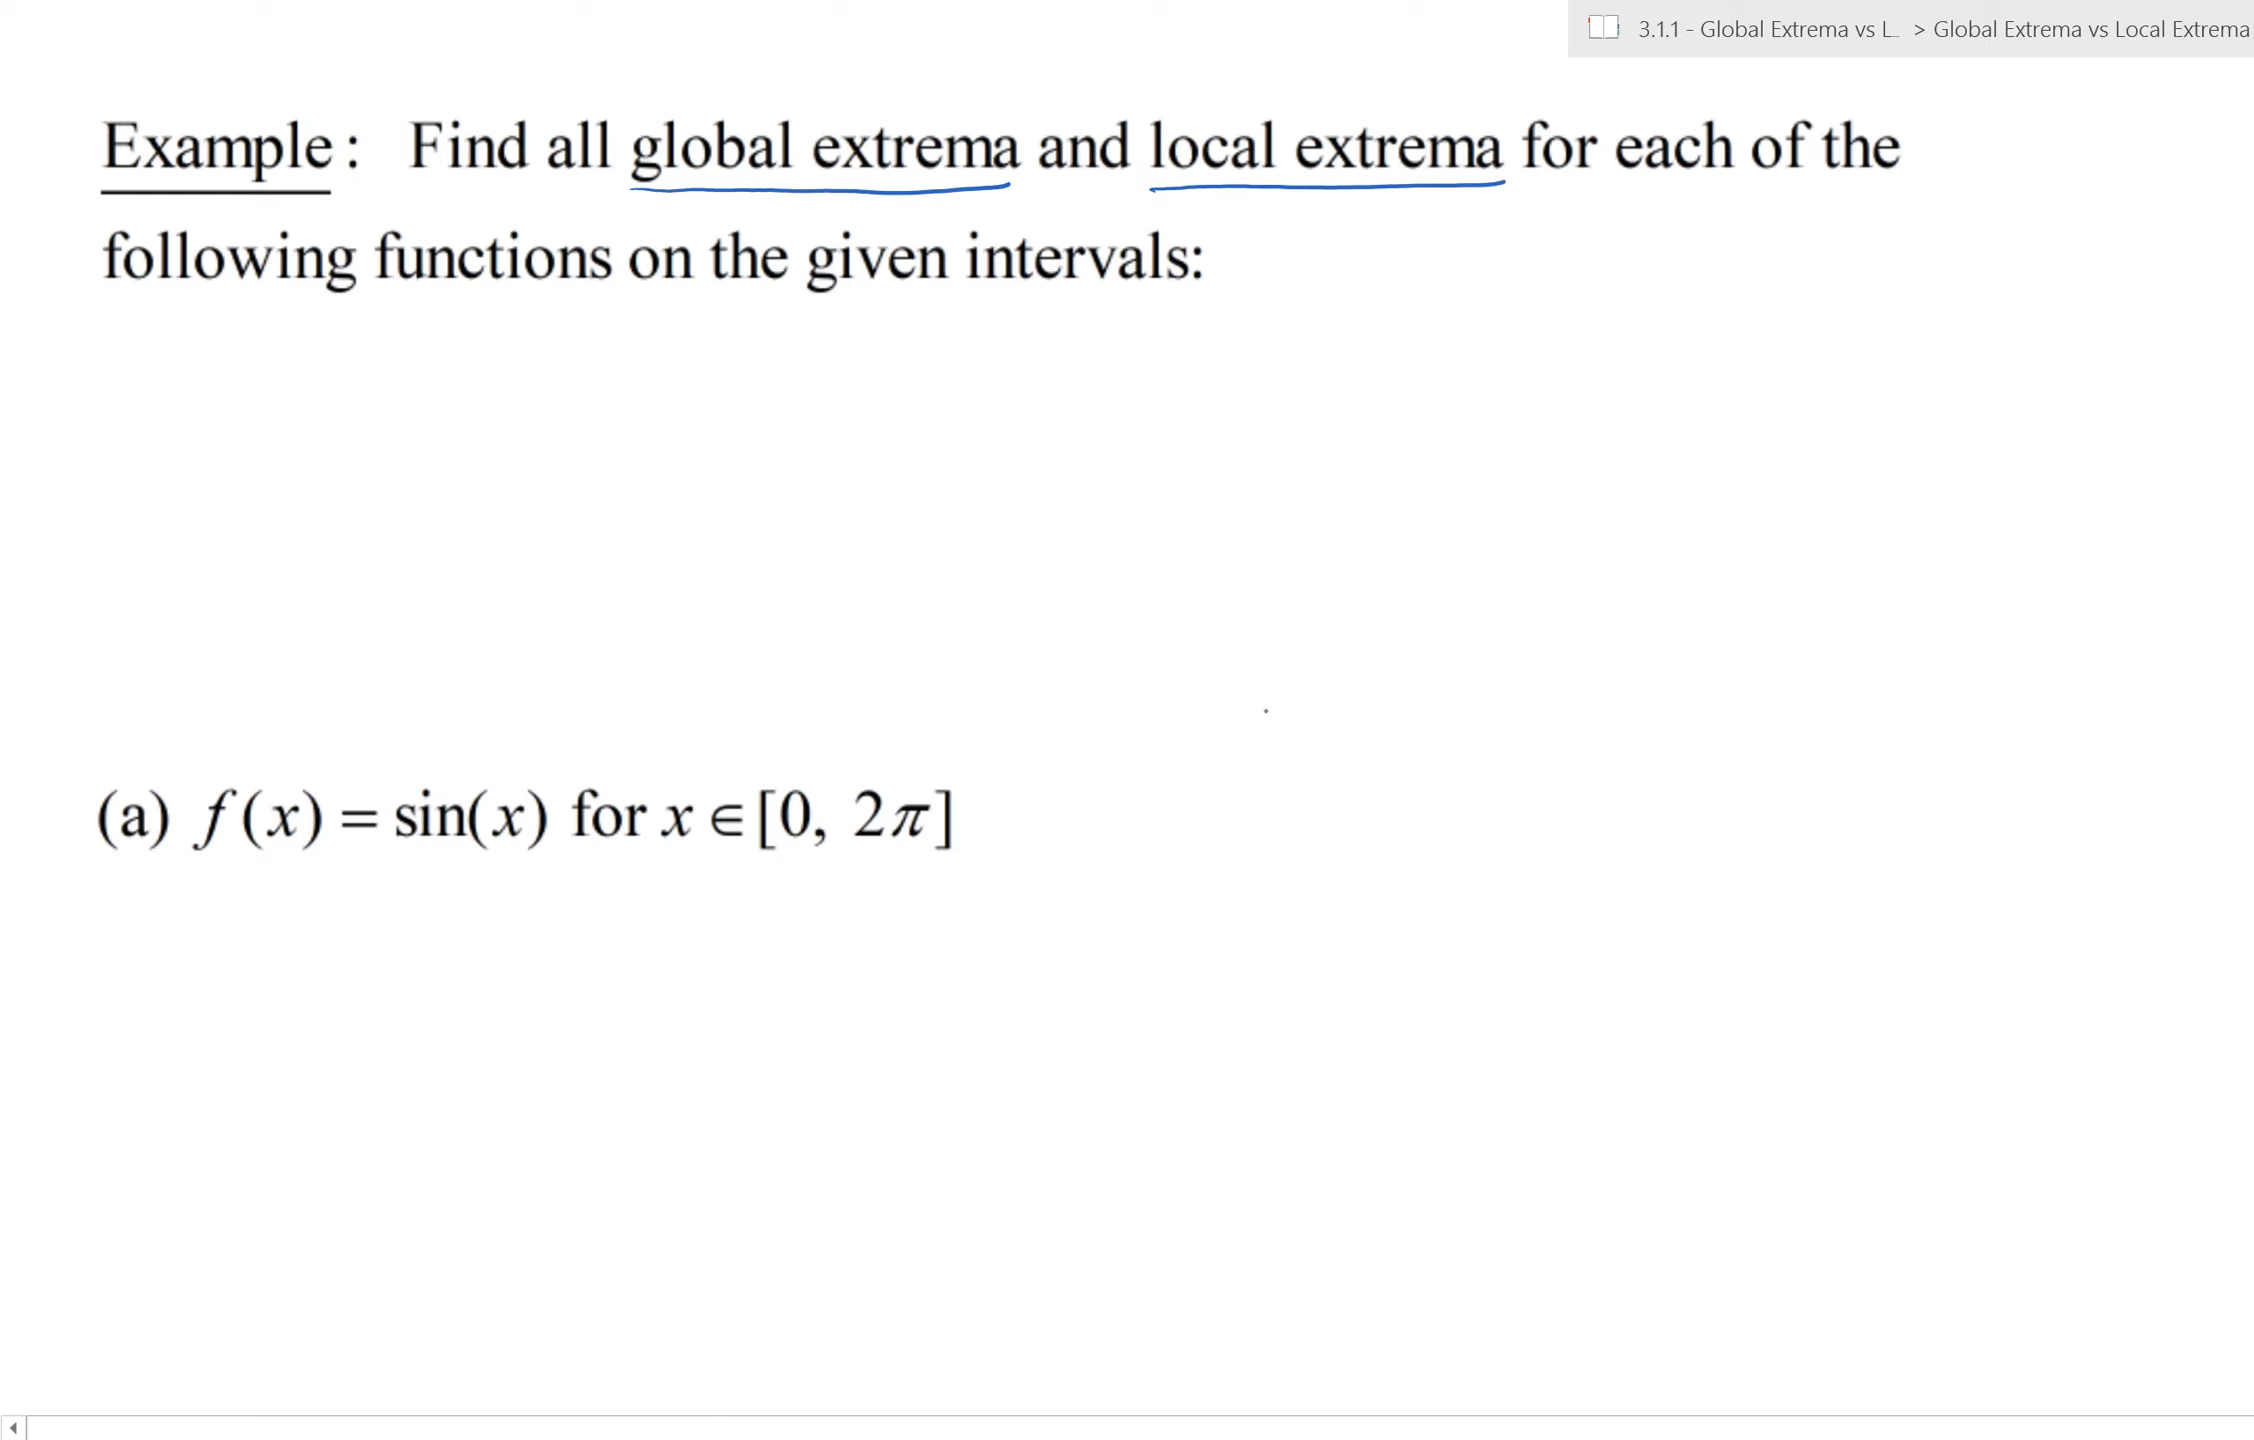 3.1.1 - Global Extrema vs L... > Global Extrema vs Local Extrema
Example: Find all global extrema and local extrema for each of the
following functions on the given intervals:
(a) f(x) = sin(x) for x ∈ [0, 2π]